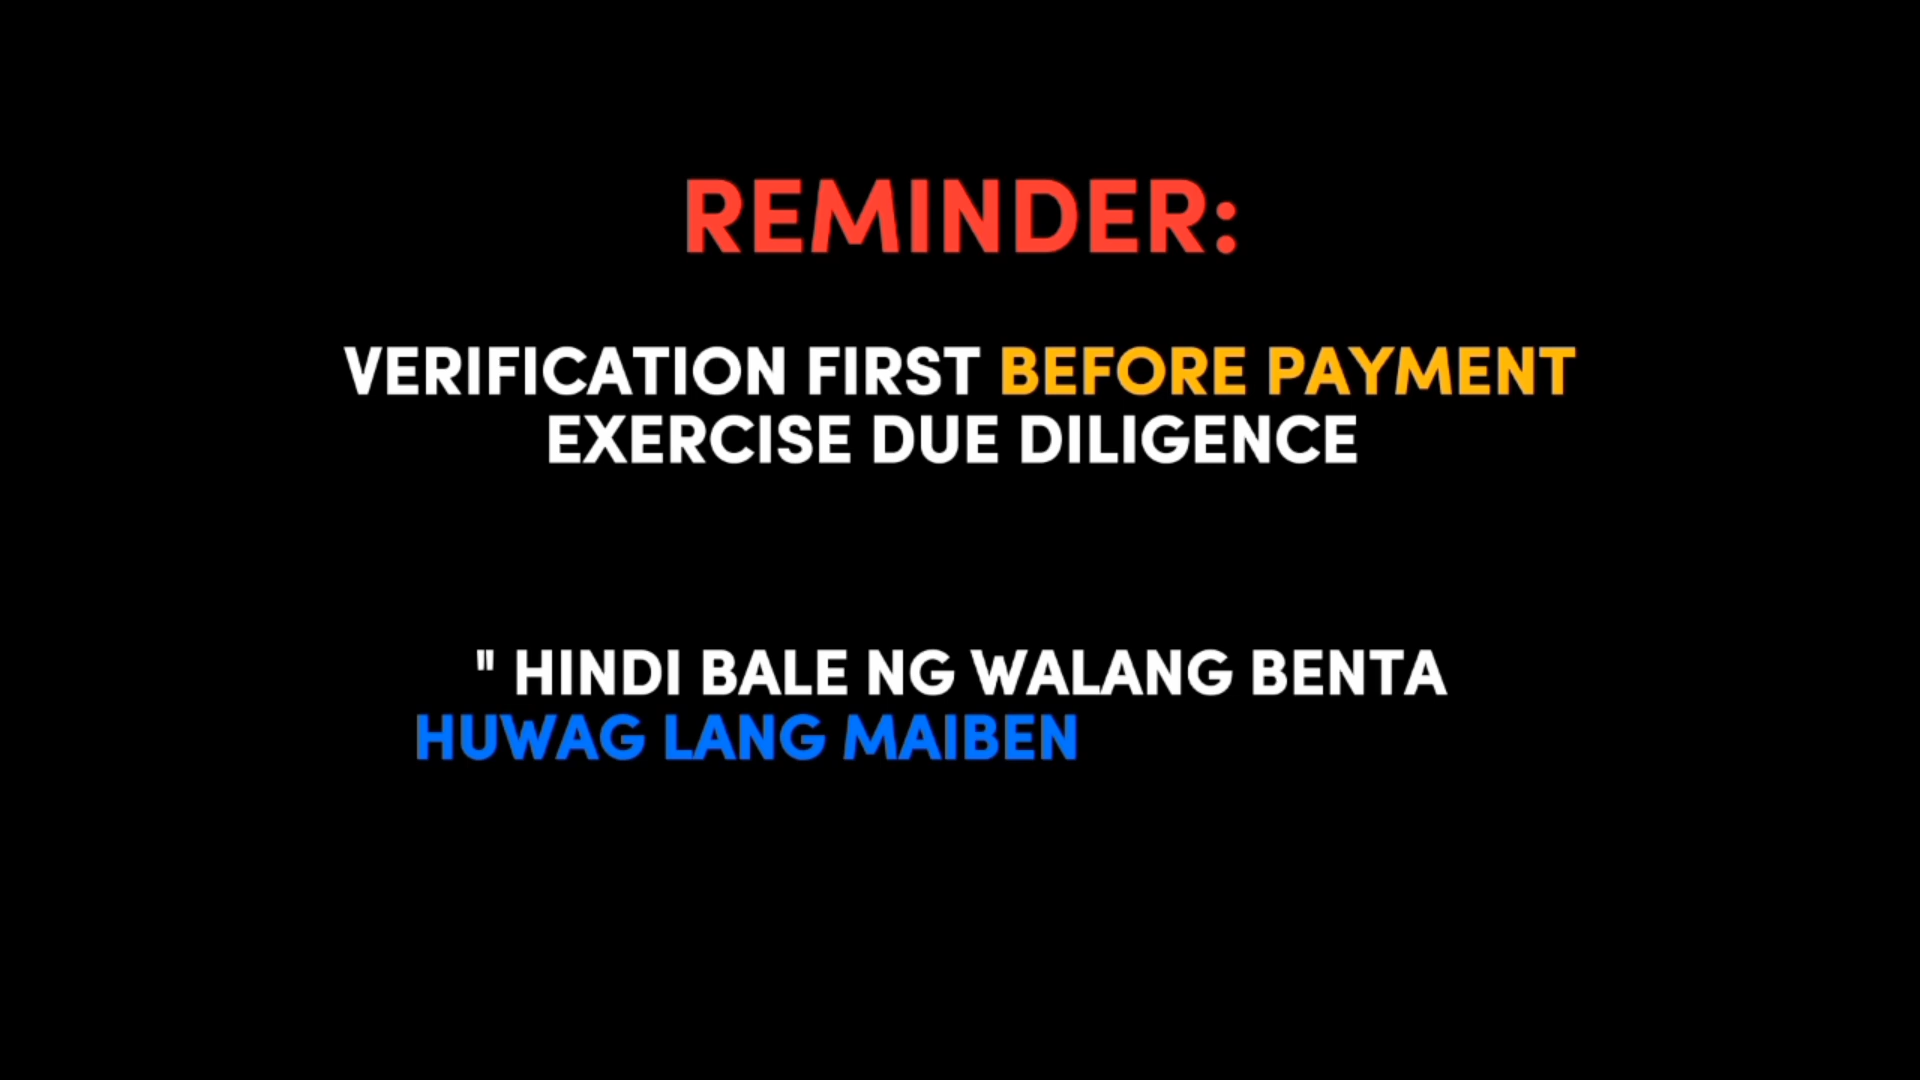 REMINDER:
VERIFICATION FIRST BEFORE PAYMENT
EXERCISE DUE DILIGENCE
" HINDI BALE NG WALANG BENTA
HUWAG LANG MAIBEN